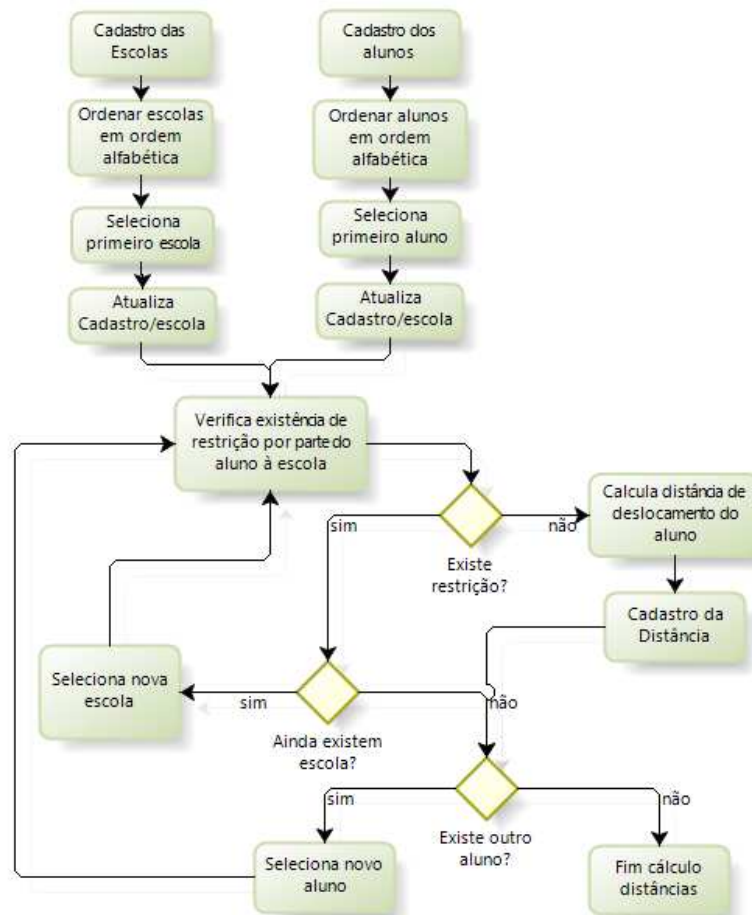 Cadastro das
Escolas
Cadastro dos
alunos
Ordenar escolas
em ordem
alfabética
Ordenar alunos
em ordem
alfabética
Seleciona
primeiro escola
Seleciona
primeiro aluno
Atualiza
Cadastro/escola
Atualiza
Cadastro/escola
Verifica existência de
restrição por parte do
aluno à escola
Calcula distância de
deslocamento do
aluno
sim
não
Existe
restrição?
Cadastro da
Distância
Seleciona nova
escola
sim
não
Ainda existem
escola?
sim
não
Existe outro
aluno?
Seleciona novo
aluno
Fim cálculo
distâncias